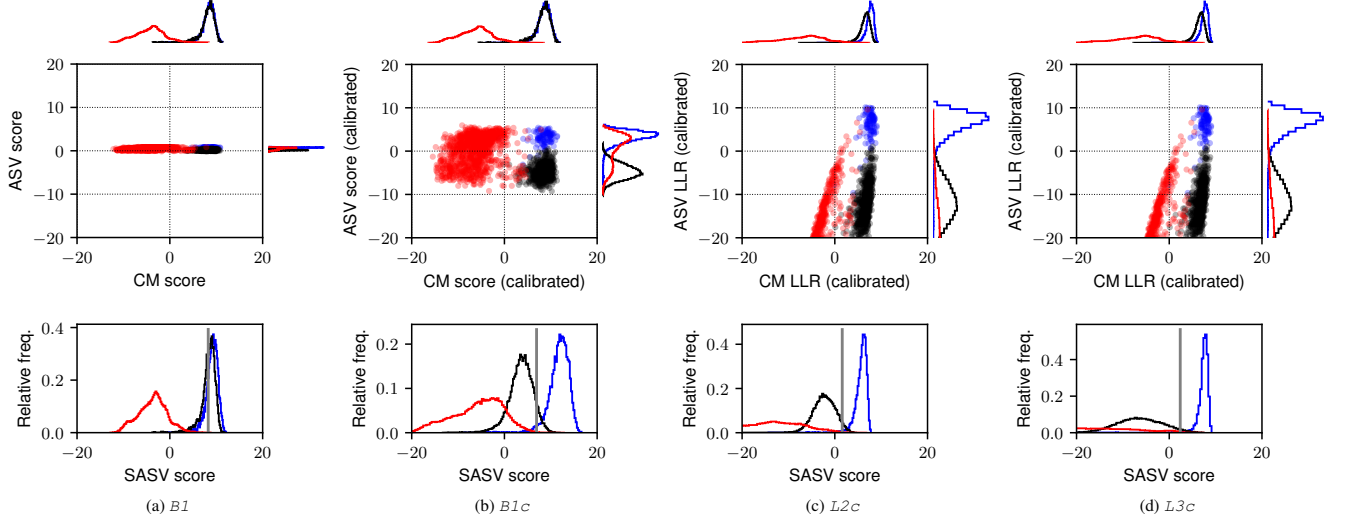 20
10
0
−10
−20
ASV score
−20 0 20
CM score
20
10
0
−10
−20
ASV score (calibrated)
−20 0 20
CM score (calibrated)
20
10
0
−10
−20
ASV LLR (calibrated)
−20 0 20
CM LLR (calibrated)
20
10
0
−10
−20
ASV LLR (calibrated)
−20 0 20
CM LLR (calibrated)
0.4
0.2
0.0
Relative freq.
−20 0 20
SASV score
(a) B1
0.2
0.1
0.0
Relative freq.
−20 0 20
SASV score
(b) B1c
0.4
0.2
0.0
Relative freq.
−20 0 20
SASV score
(c) L2c
0.4
0.2
0.0
Relative freq.
−20 0 20
SASV score
(d) L3c